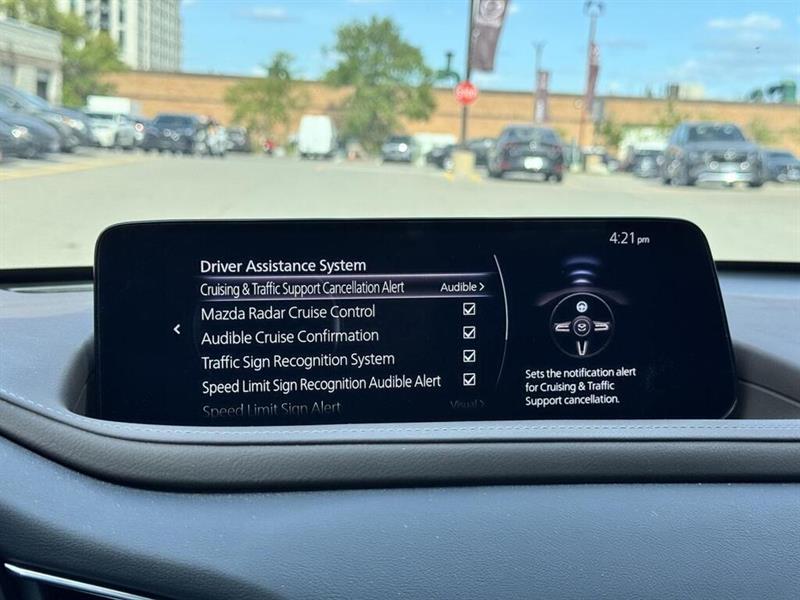 4:21 pm
Driver Assistance System
Cruising & Traffic Support Cancellation Alert Audible
Mazda Radar Cruise Control
Audible Cruise Confirmation
Traffic Sign Recognition System
Speed Limit Sign Recognition Audible Alert
Speed Limit Sign Alert Visual
Sets the notification alert
for Cruising & Traffic
Support cancellation.